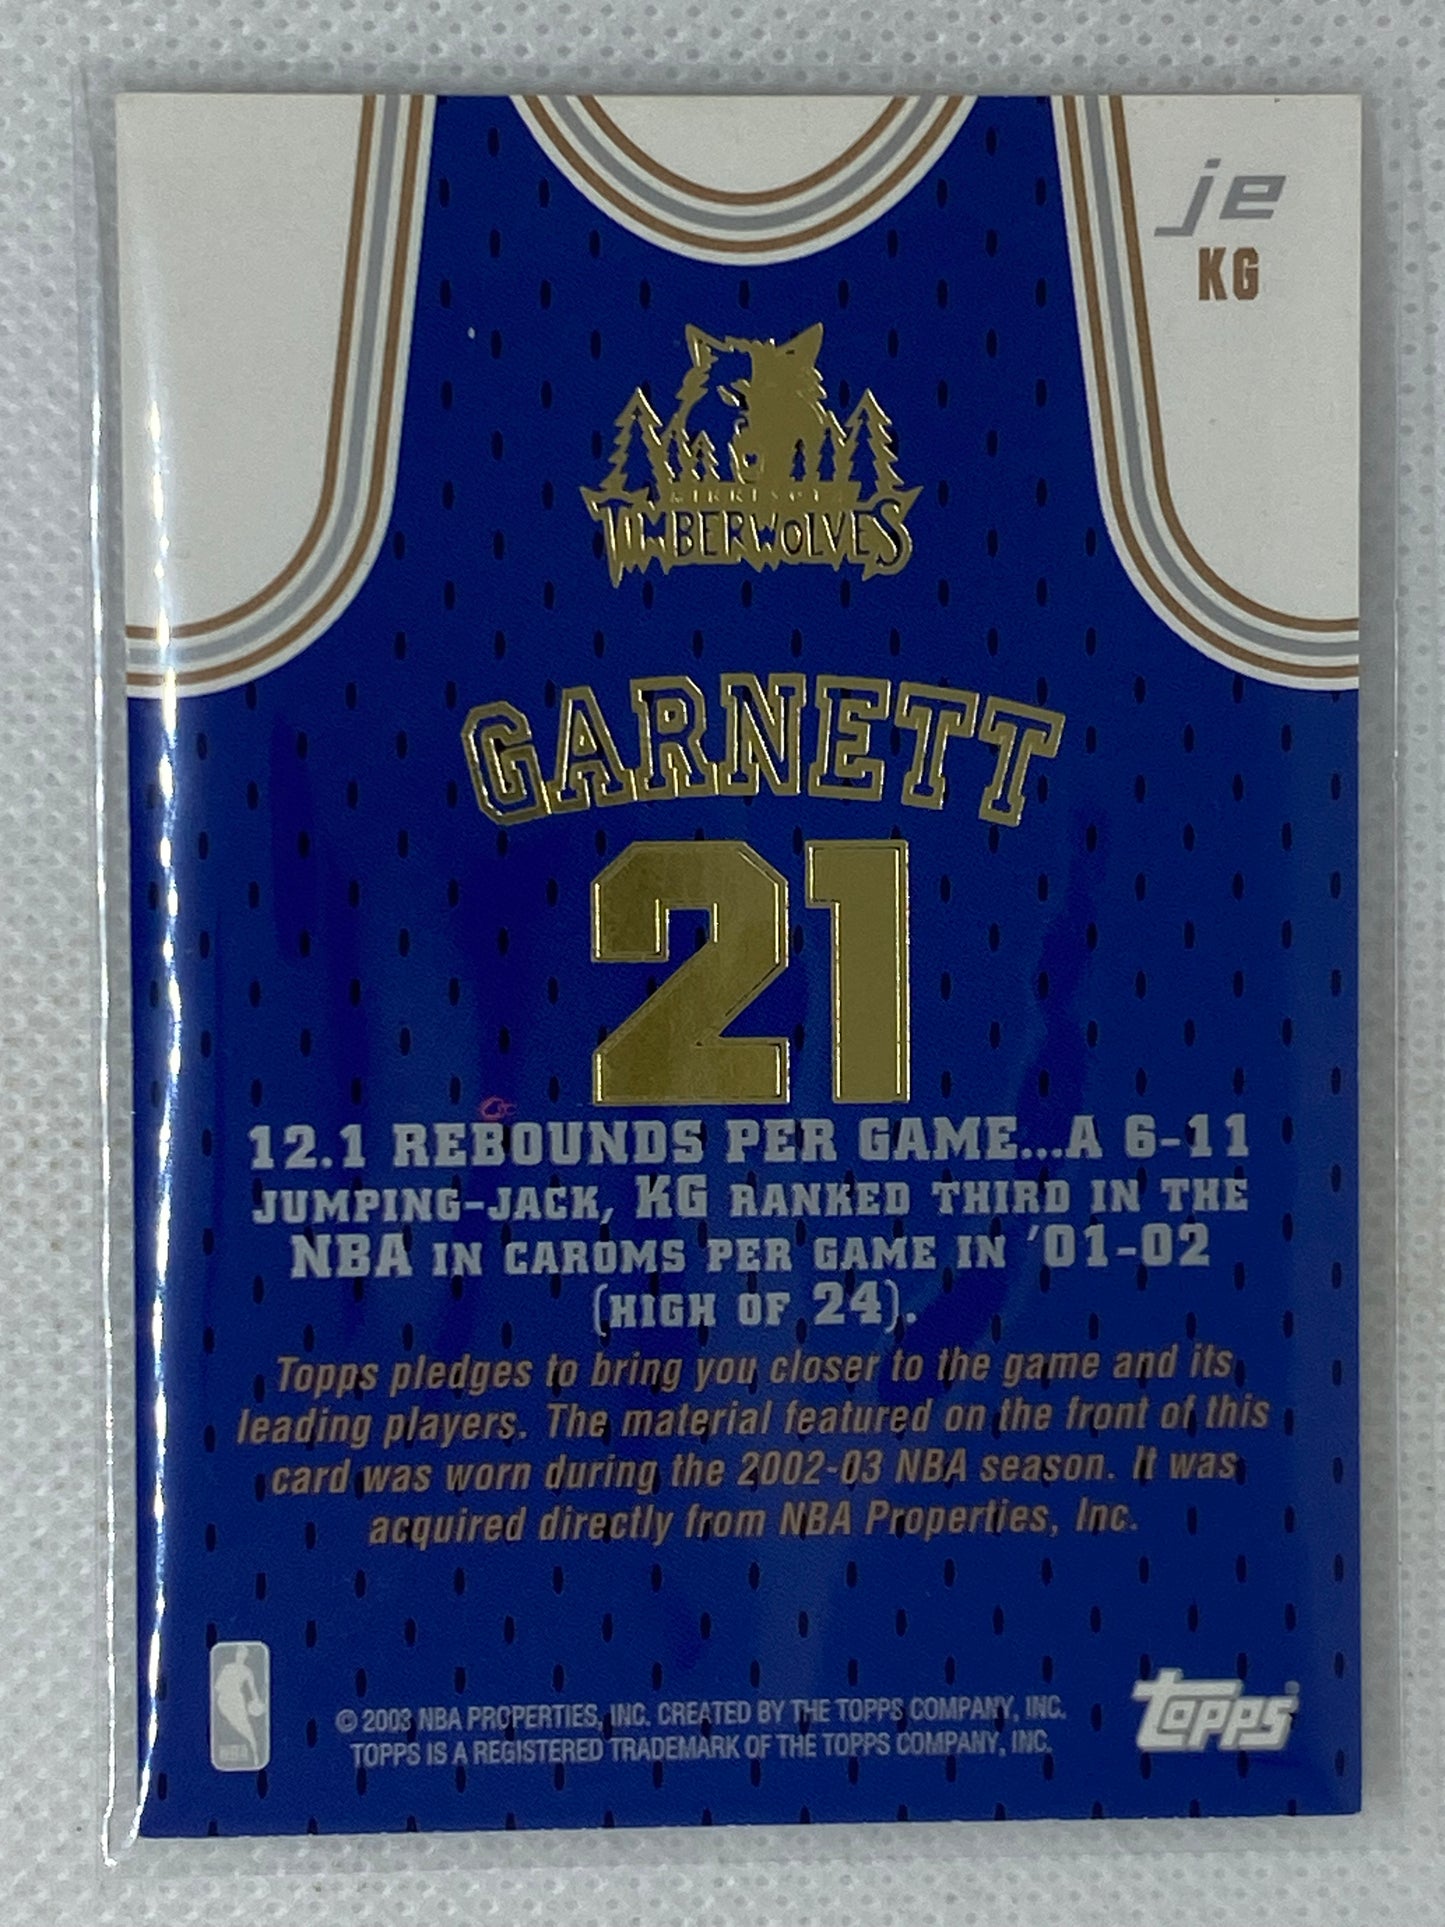 je
KG
MINNESOTA
TIMBERWOLVES
GARNETT
21
12.1 REBOUNDS PER GAME...A 6-11
JUMPING-JACK, KG RANKED THIRD IN THE
NBA IN CAROMS PER GAME IN '01-02
(HIGH OF 24).
Topps pledges to bring you closer to the game and its
leading players. The material featured on the front of this
card was worn during the 2002-03 NBA season. It was
acquired directly from NBA Properties, Inc.
© 2003 NBA PROPERTIES, INC. CREATED BY THE TOPPS COMPANY, INC.
TOPPS IS A REGISTERED TRADEMARK OF THE TOPPS COMPANY, INC.
NBA
Topps